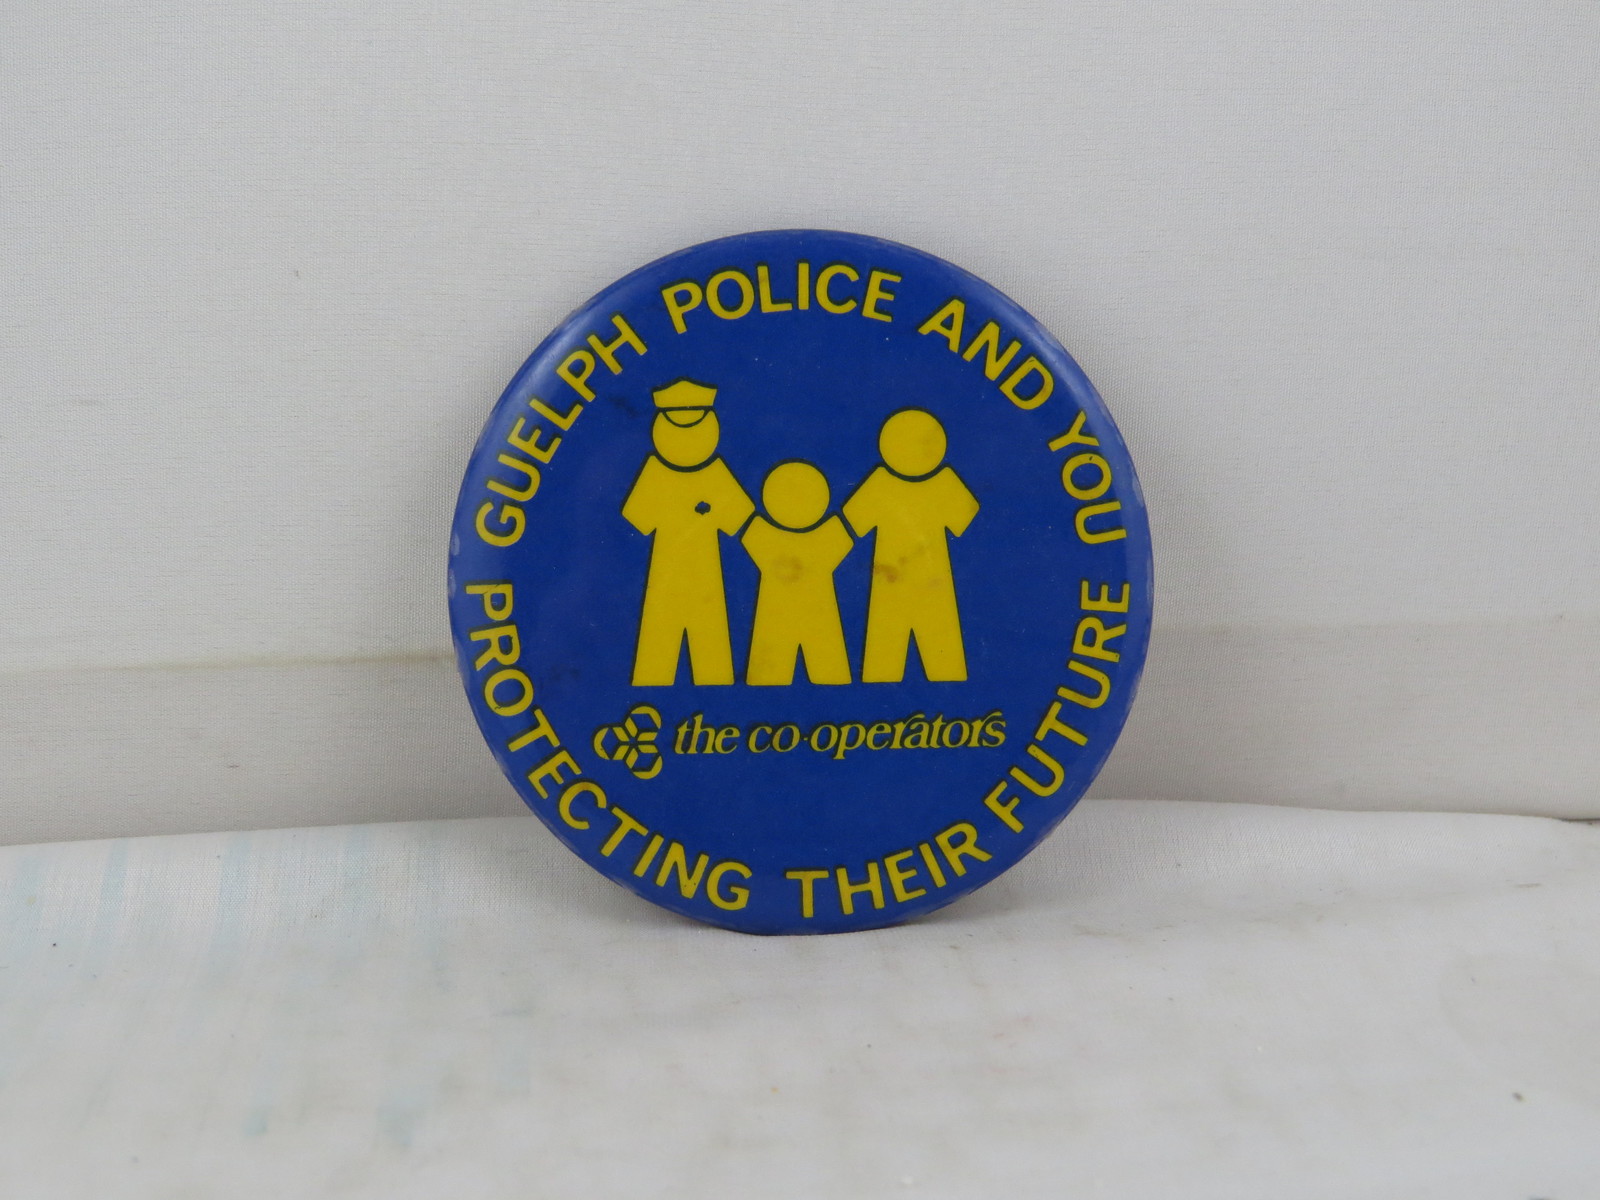 GUELPH POLICE AND YOU
the co-operators
PROTECTING THEIR FUTURE